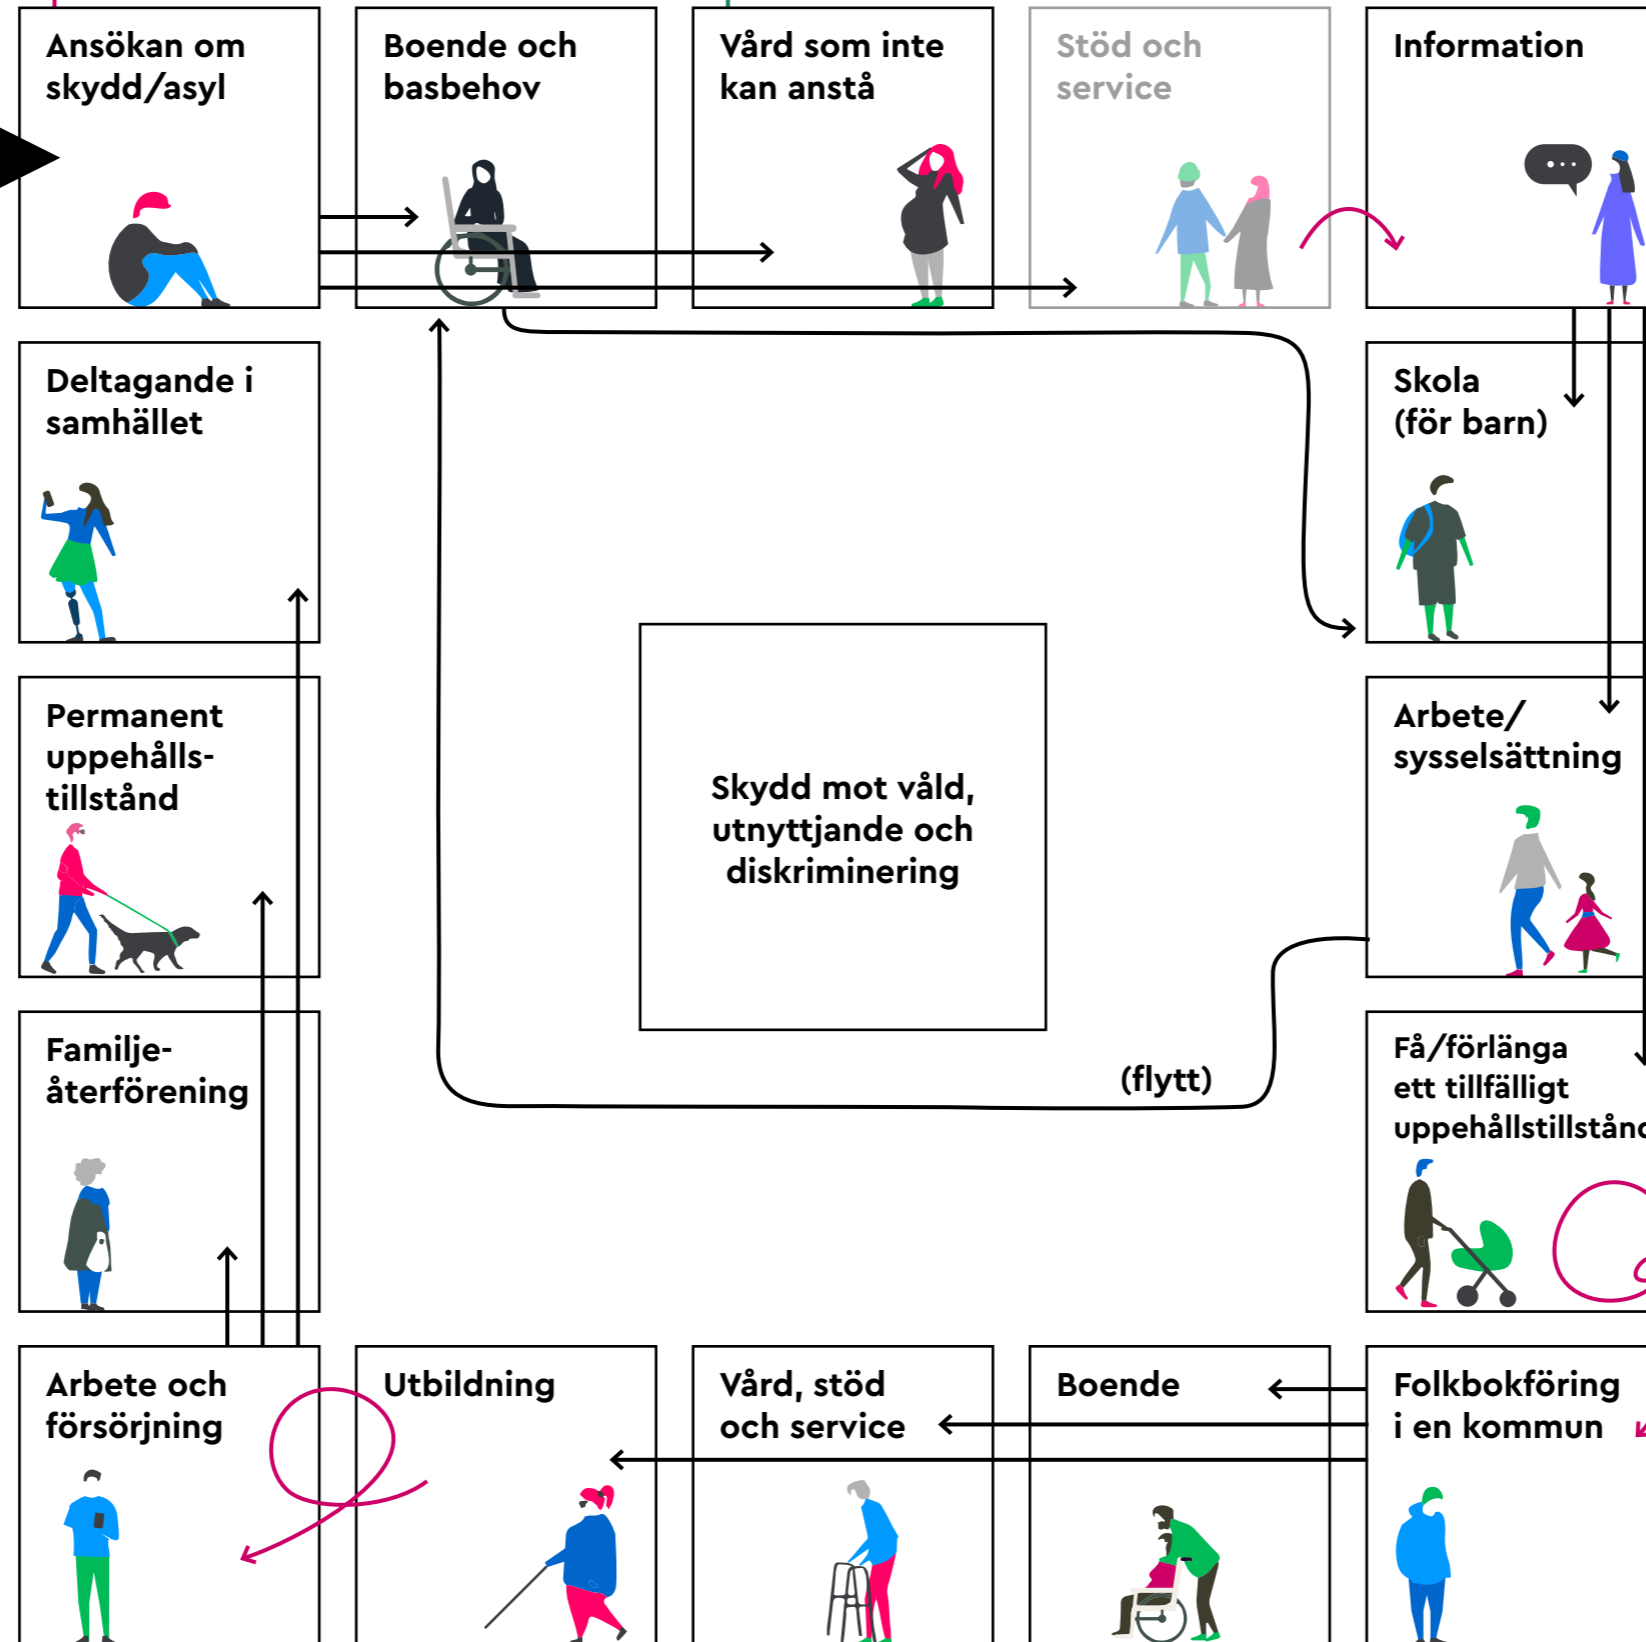 Ansökan om
skydd/asyl
Boende och
basbehov
Vård som inte
kan anstå
Stöd och
service
Information
Deltagande i
samhället
Skola
(för barn)
Permanent
uppehålls-
tillstånd
Skydd mot våld,
utnyttjande och
diskriminering
Arbete/
sysselsättning
Familje-
återförening
(flytt)
Få/förlänga
ett tillfälligt
uppehållstillstånd
Arbete och
försörjning
Utbildning
Vård, stöd
och service
Boende
Folkbokföring
i en kommun